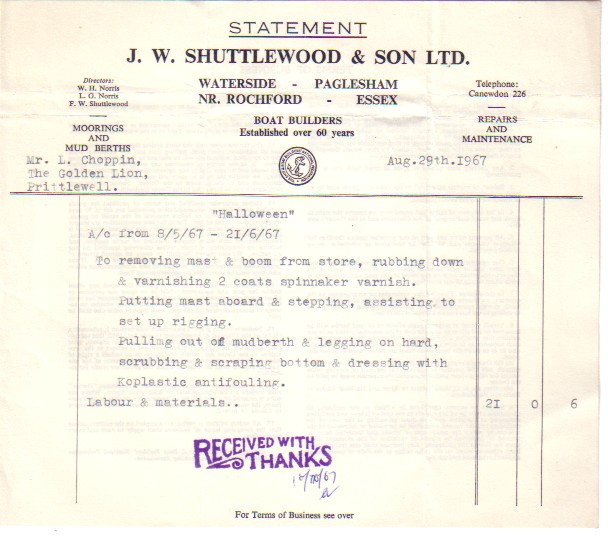 STATEMENT
J. W. SHUTTLEWOOD & SON LTD.
Directors:
W. H. Norris
L. G. Norris
F. W. Shuttlewood
WATERSIDE - PAGLESHAM
NR. ROCHFORD - ESSEX
Telephone:
Canewdon 226
MOORINGS
AND
MUD BERTHS
BOAT BUILDERS
Established over 60 years
REPAIRS
AND
MAINTENANCE
Mr. L. Choppin,
The Golden Lion,
Prittlewell.
Aug.29th.I967
"Halloween"
A/c from 8/5/67 - 2I/6/67
To removing mast & boom from store, rubbing down
& varnishing 2 coats spinnaker varnish.
Putting mast aboard & stepping, assisting to
set up rigging.
Pulling out of mudberth & legging on hard,
scrubbing & scraping bottom & dressing with
Koplastic antifouling.
Labour & materials.. 2I 0 6
RECEIVED WITH
THANKS
For Terms of Business see over